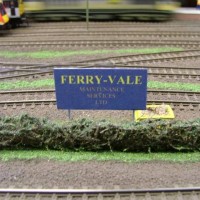 FERRY-VALE
MAINTENANCE
SERVICES
LTD